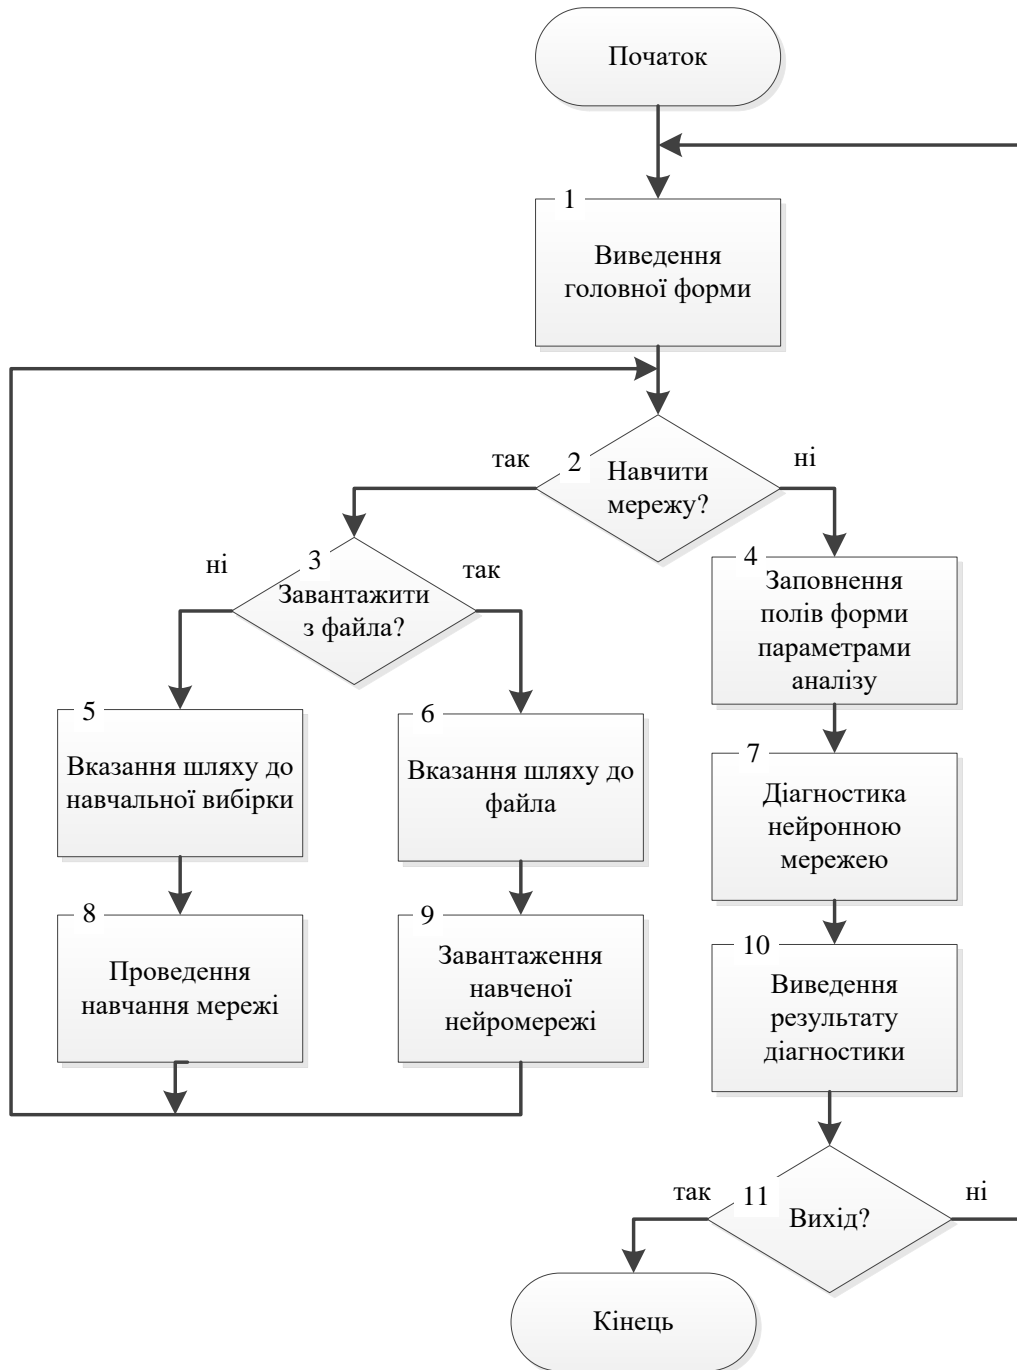 Початок
1
Виведення
головної форми
так
2
ні
Навчити
мережу?
ні
3
так
Завантажити
з файла?
4
Заповнення
полів форми
параметрами
аналізу
5
Вказання шляху до
навчальної вибірки
6
Вказання шляху до
файла
7
Діагностика
нейронною
мережею
8
Проведення
навчання мережі
9
Завантаження
навченої
нейромережі
10
Виведення
результату
діагностики
так
11
ні
Вихід?
Кінець